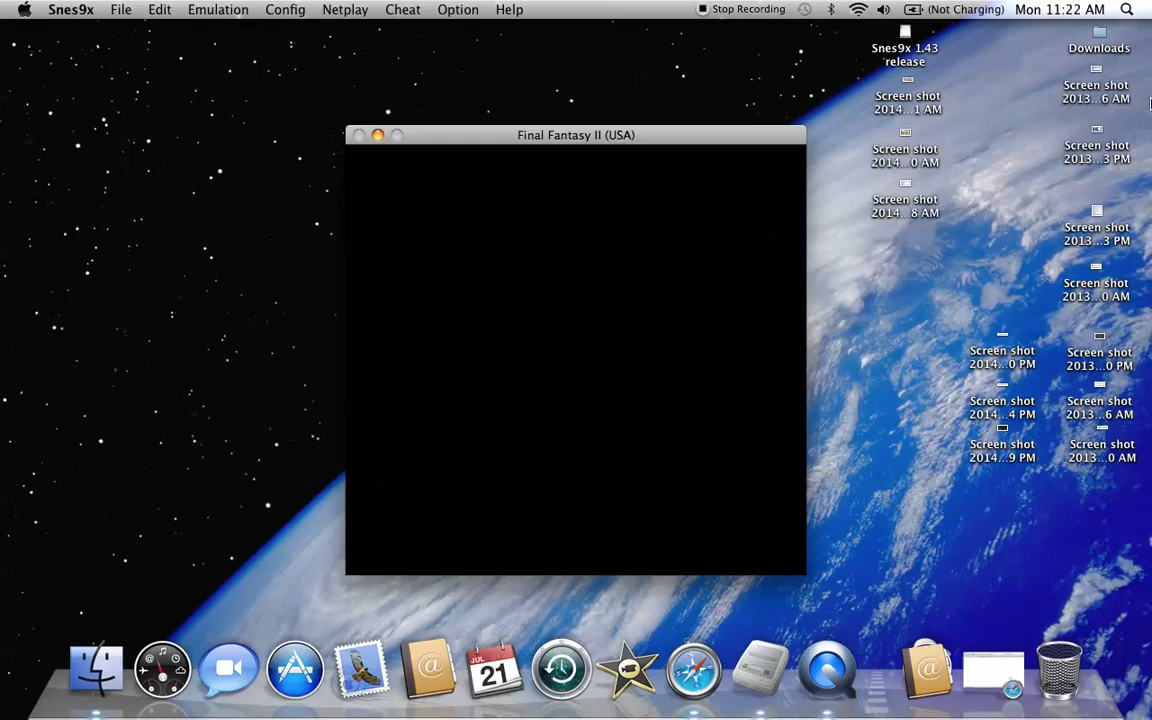 Snes9x File Edit Emulation Config Netplay Cheat Option Help Stop Recording (Not Charging) Mon 11:22 AM
Snes9x 1.43
release
Downloads
Screen shot
2014...1 AM
Screen shot
2013...6 AM
Final Fantasy II (USA)
Screen shot
2014...0 AM
Screen shot
2013...3 PM
Screen shot
2014...8 AM
Screen shot
2013...3 PM
Screen shot
2013...0 AM
Screen shot
2014...0 PM
Screen shot
2013...0 PM
Screen shot
2014...4 PM
Screen shot
2013...6 AM
Screen shot
2014...9 PM
Screen shot
2013...0 AM
JUL
21